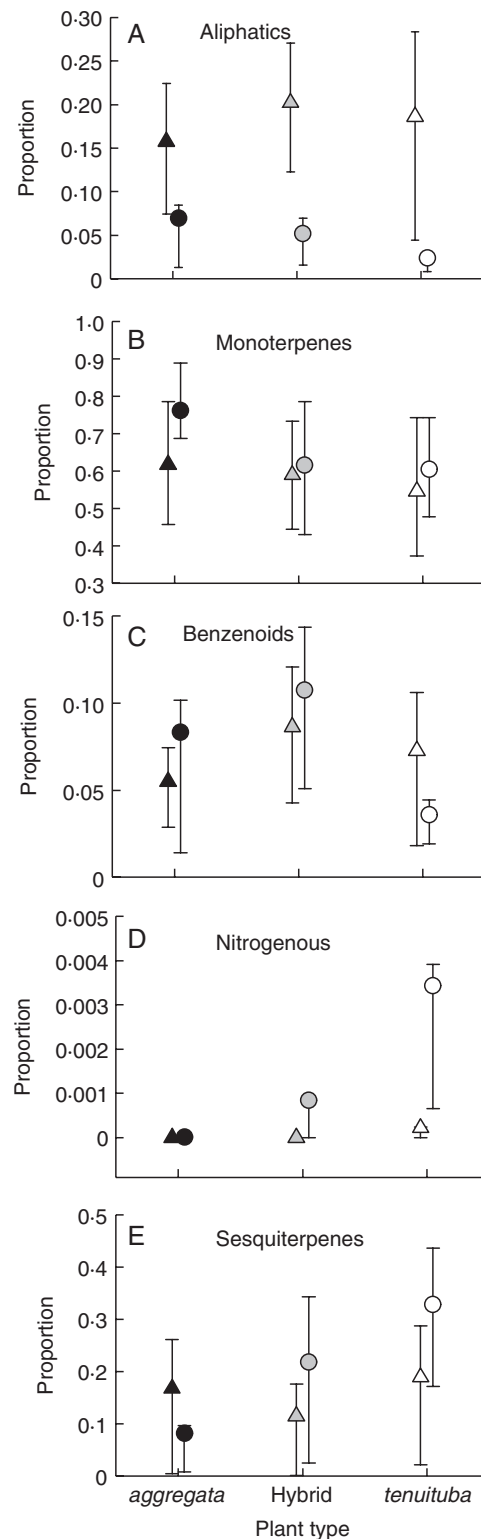 A
Aliphatics
0·30
0·25
0·20
0·15
0·10
0·05
0
Proportion
B
Monoterpenes
1·0
0·9
0·8
0·7
0·6
0·5
0·4
0·3
Proportion
C
Benzenoids
0·15
0·10
0·05
0
Proportion
D
Nitrogenous
0·005
0·004
0·003
0·002
0·001
0
Proportion
E
Sesquiterpenes
0·5
0·4
0·3
0·2
0·1
0
Proportion
aggregata Hybrid tenuituba
Plant type